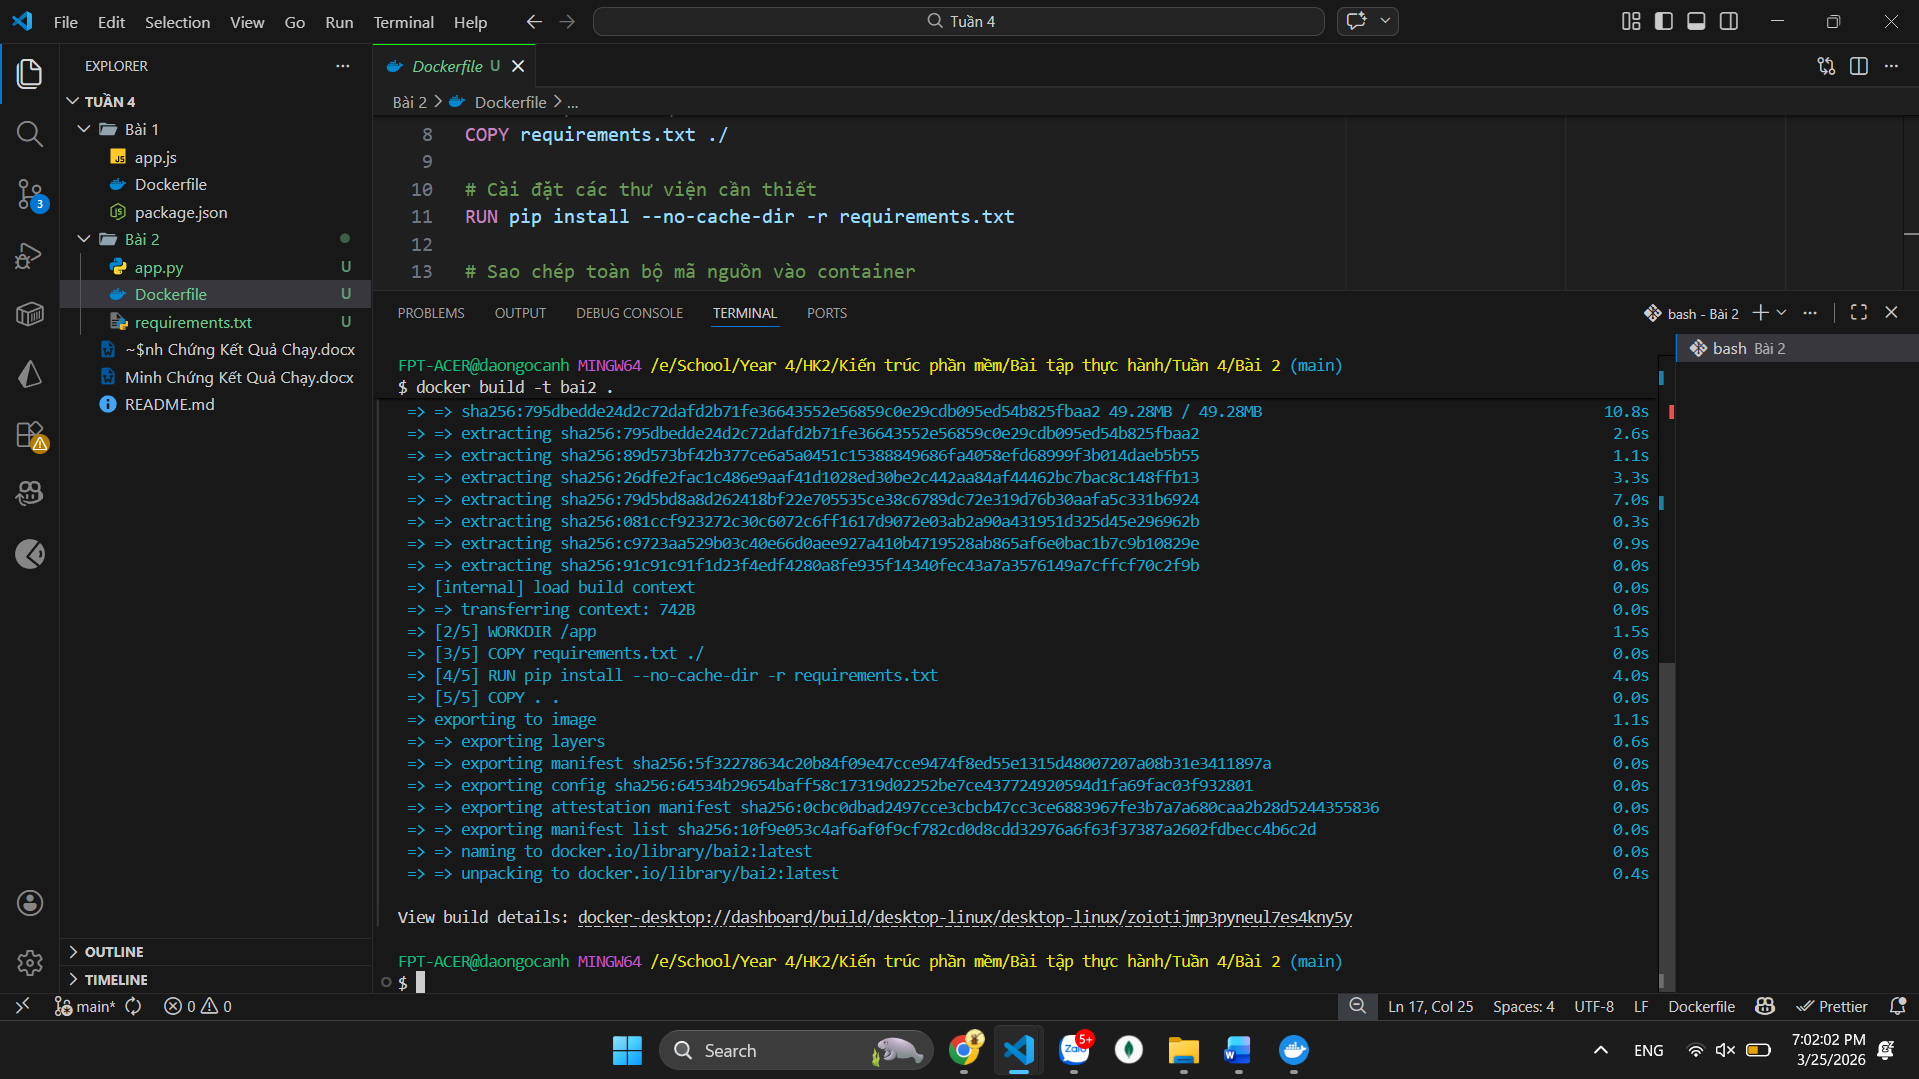 File Edit Selection View Go Run Terminal Help
Tuần 4
EXPLORER
TUẦN 4
Bài 1
app.js
Dockerfile
package.json
Bài 2
app.py U
Dockerfile U
requirements.txt U
~$nh Chứng Kết Quả Chạy.docx
Minh Chứng Kết Quả Chạy.docx
README.md
OUTLINE
TIMELINE
3
Dockerfile U
Bài 2 > Dockerfile > ...
8 COPY requirements.txt ./
9
10 # Cài đặt các thư viện cần thiết
11 RUN pip install --no-cache-dir -r requirements.txt
12
13 # Sao chép toàn bộ mã nguồn vào container
PROBLEMS OUTPUT DEBUG CONSOLE TERMINAL PORTS
bash - Bài 2
bash Bài 2
FPT-ACER@daongocanh MINGW64 /e/School/Year 4/HK2/Kiến trúc phần mềm/Bài tập thực hành/Tuần 4/Bài 2 (main)
$ docker build -t bai2 .
=> => sha256:795dbedde24d2c72dafd2b71fe36643552e56859c0e29cdb095ed54b825fbaa2 49.28MB / 49.28MB 10.8s
=> => extracting sha256:795dbedde24d2c72dafd2b71fe36643552e56859c0e29cdb095ed54b825fbaa2 2.6s
=> => extracting sha256:89d573bf42b377ce6a5a0451c15388849686fa4058efd68999f3b014daeb5b55 1.1s
=> => extracting sha256:26dfe2fac1c486e9aaf41d1028ed30be2c442aa84af44462bc7bac8c148ffb13 3.3s
=> => extracting sha256:79d5bd8a8d262418bf22e705535ce38c6789dc72e319d76b30aafa5c331b6924 7.0s
=> => extracting sha256:081ccf923272c30c6072c6ff1617d9072e03ab2a90a431951d325d45e296962b 0.3s
=> => extracting sha256:c9723aa529b03c40e66d0aee927a410b4719528ab865af6e0bac1b7c9b10829e 0.9s
=> => extracting sha256:91c91c91f1d23f4edf4280a8fe935f14340fec43a7a3576149a7cffcf70c2f9b 0.0s
=> [internal] load build context 0.0s
=> => transferring context: 742B 0.0s
=> [2/5] WORKDIR /app 1.5s
=> [3/5] COPY requirements.txt ./ 0.0s
=> [4/5] RUN pip install --no-cache-dir -r requirements.txt 4.0s
=> [5/5] COPY . . 0.0s
=> exporting to image 1.1s
=> => exporting layers 0.6s
=> => exporting manifest sha256:5f32278634c20b84f09e47cce9474f8ed55e1315d48007207a08b31e3411897a 0.0s
=> => exporting config sha256:64534b29654baff58c17319d02252be7ce437724920594d1fa69fac03f932801 0.0s
=> => exporting attestation manifest sha256:0cbc0dbad2497cce3cbcb47cc3ce6883967fe3b7a7a680caa2b28d5244355836 0.0s
=> => exporting manifest list sha256:10f9e053c4af6af0f9cf782cd0d8cdd32976a6f63f37387a2602fdbecc4b6c2d 0.0s
=> => naming to docker.io/library/bai2:latest 0.0s
=> => unpacking to docker.io/library/bai2:latest 0.4s
View build details: docker-desktop://dashboard/build/desktop-linux/desktop-linux/zoiotijmp3pyneul7es4kny5y
FPT-ACER@daongocanh MINGW64 /e/School/Year 4/HK2/Kiến trúc phần mềm/Bài tập thực hành/Tuần 4/Bài 2 (main)
$
main* 0 0 Ln 17, Col 25 Spaces: 4 UTF-8 LF Dockerfile Prettier
Search Zalo 5+ ENG 7:02:02 PM
3/25/2026